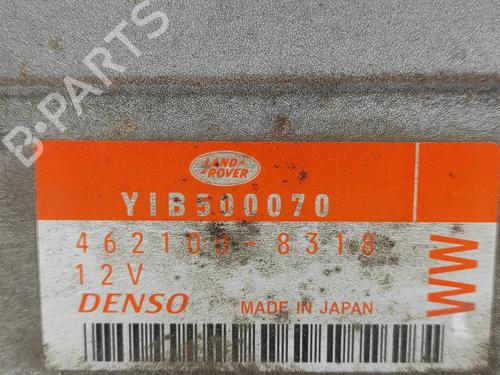 B-PARTS
LAND-
ROVER
YIB500070
462100-8318
12V
DENSO MADE IN JAPAN
WW